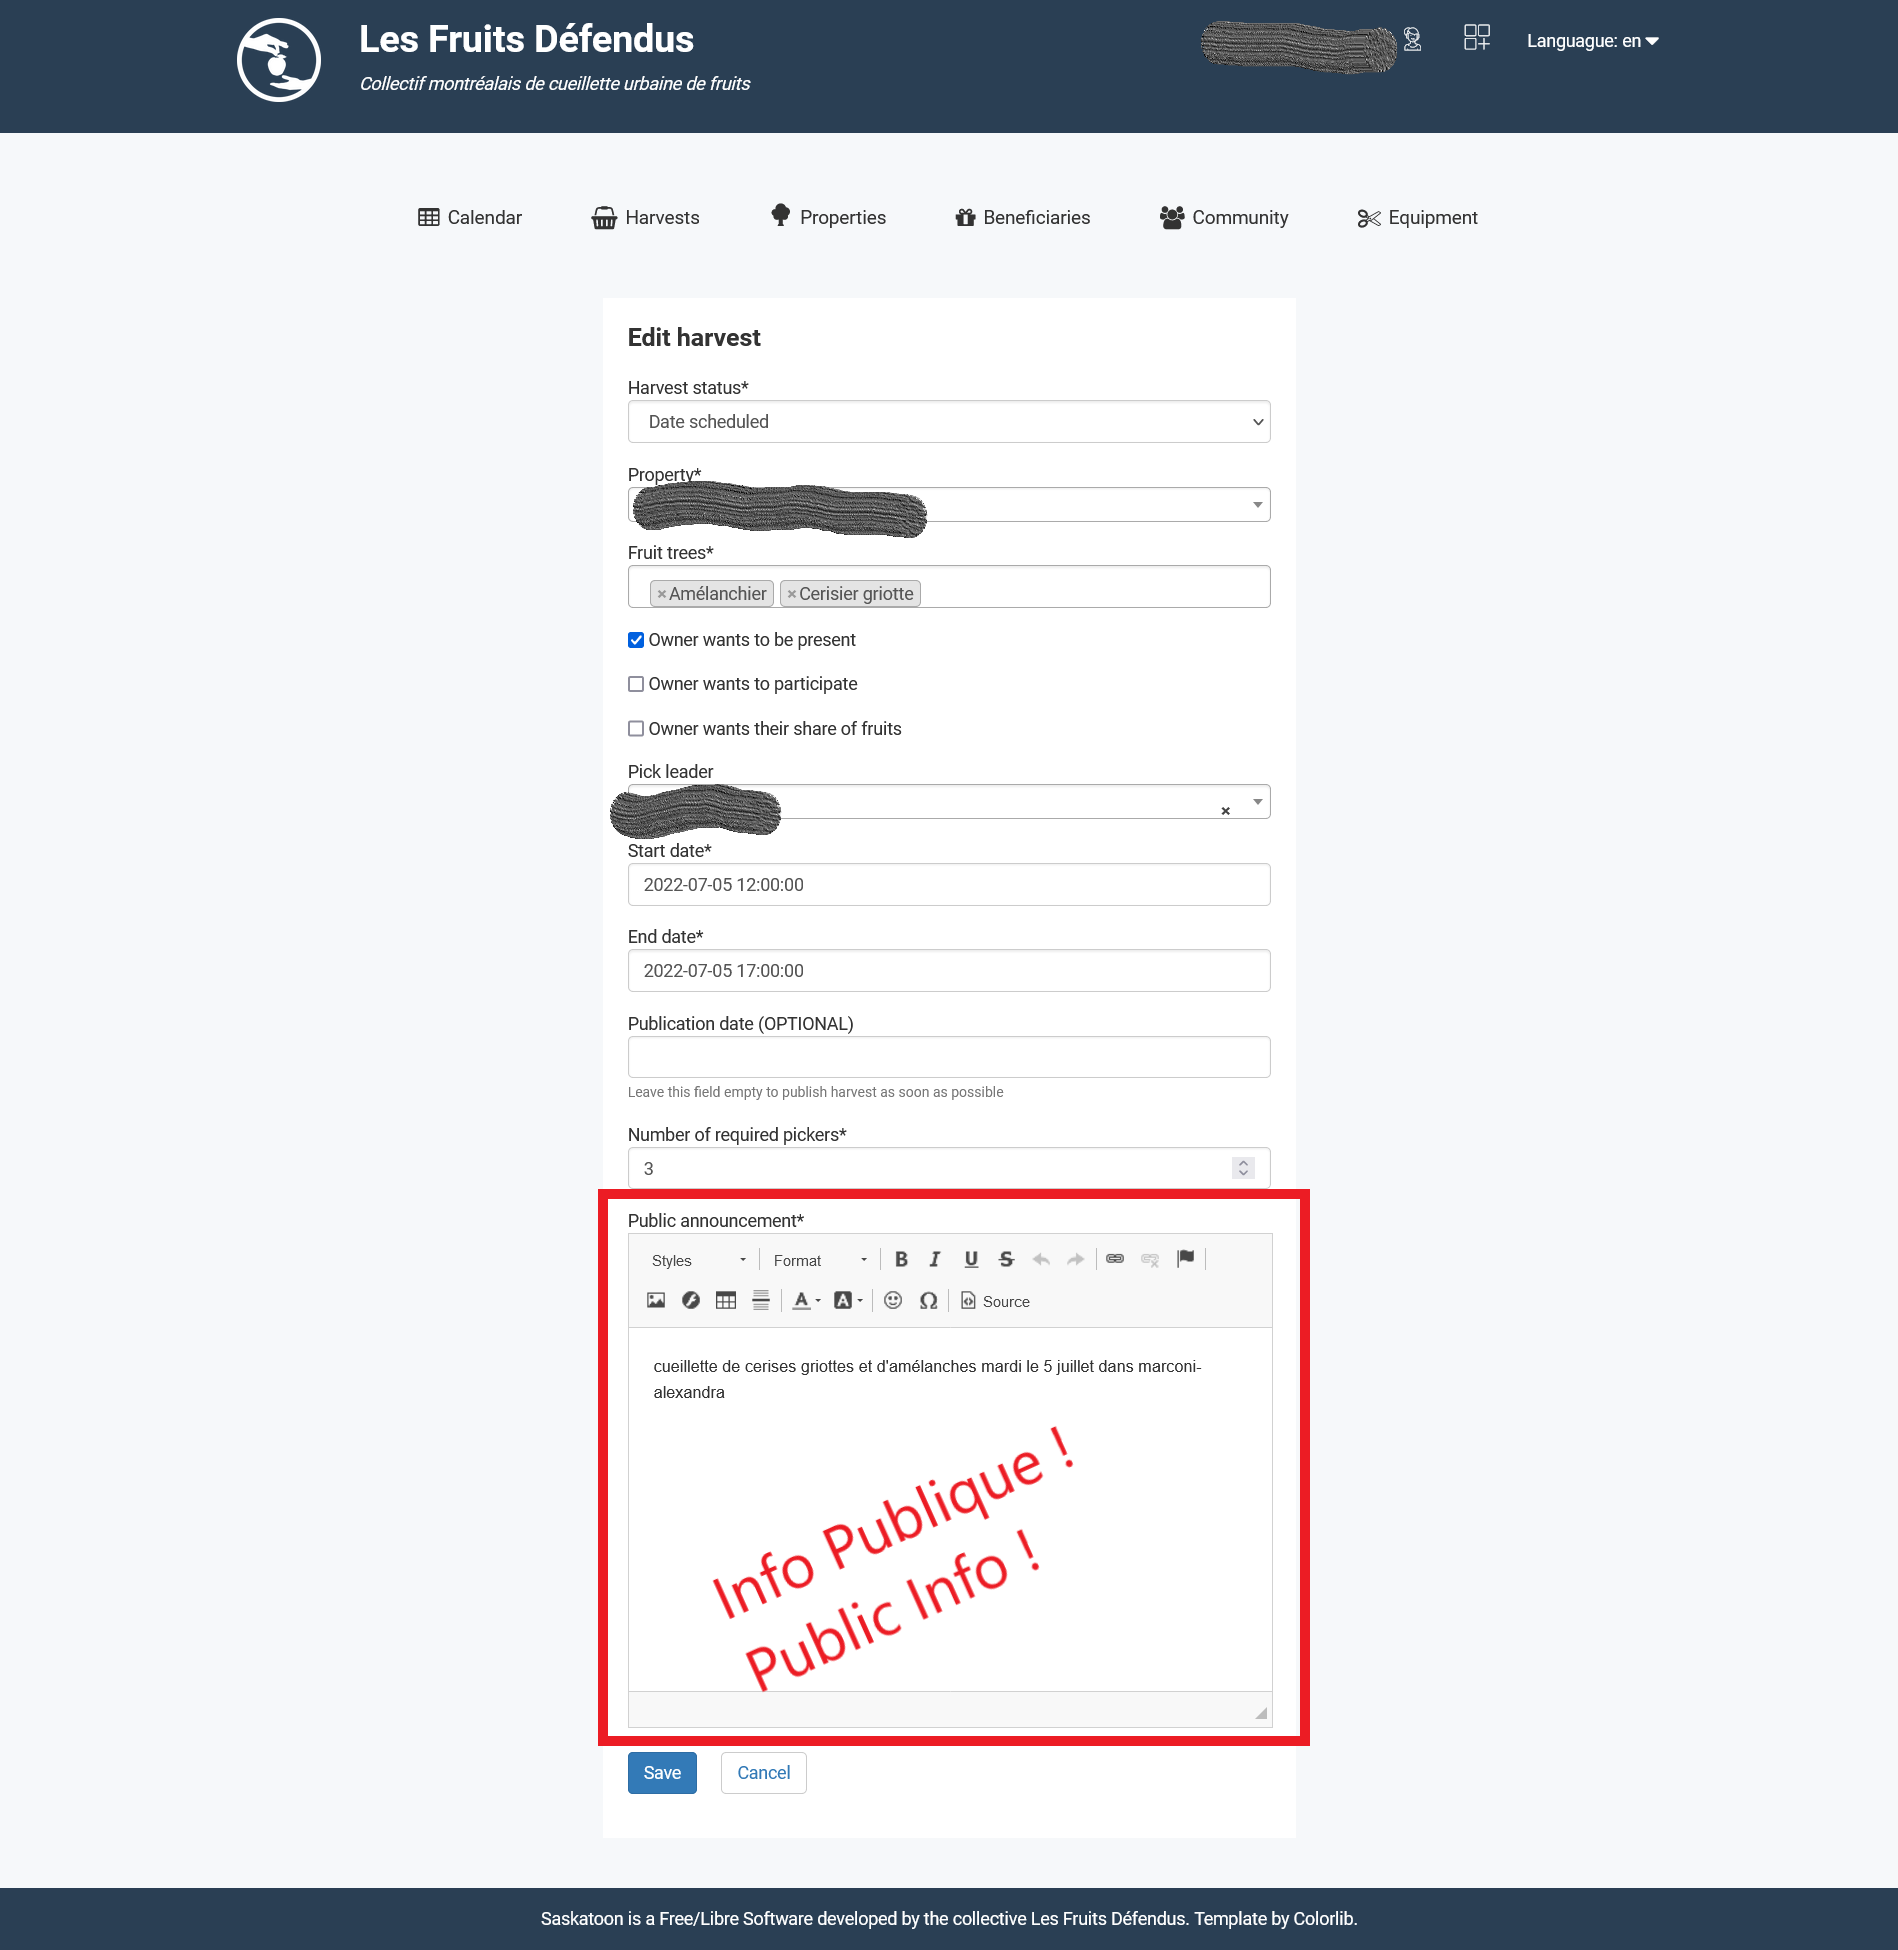 Les Fruits Défendus
Collectif montréalais de cueillette urbaine de fruits
Languague: en
Calendar Harvests Properties Beneficiaries Community Equipment
Edit harvest
Harvest status*
Date scheduled
Property*
Fruit trees*
×Amélanchier ×Cerisier griotte
Owner wants to be present
Owner wants to participate
Owner wants their share of fruits
Pick leader
×
Start date*
2022-07-05 12:00:00
End date*
2022-07-05 17:00:00
Publication date (OPTIONAL)
Leave this field empty to publish harvest as soon as possible
Number of required pickers*
3
Public announcement*
Styles Format B I U S
A A Ω Source
cueillette de cerises griottes et d'amélanches mardi le 5 juillet dans marconi-
alexandra
Info Publique !
Public Info !
Save Cancel
Saskatoon is a Free/Libre Software developed by the collective Les Fruits Défendus. Template by Colorlib.